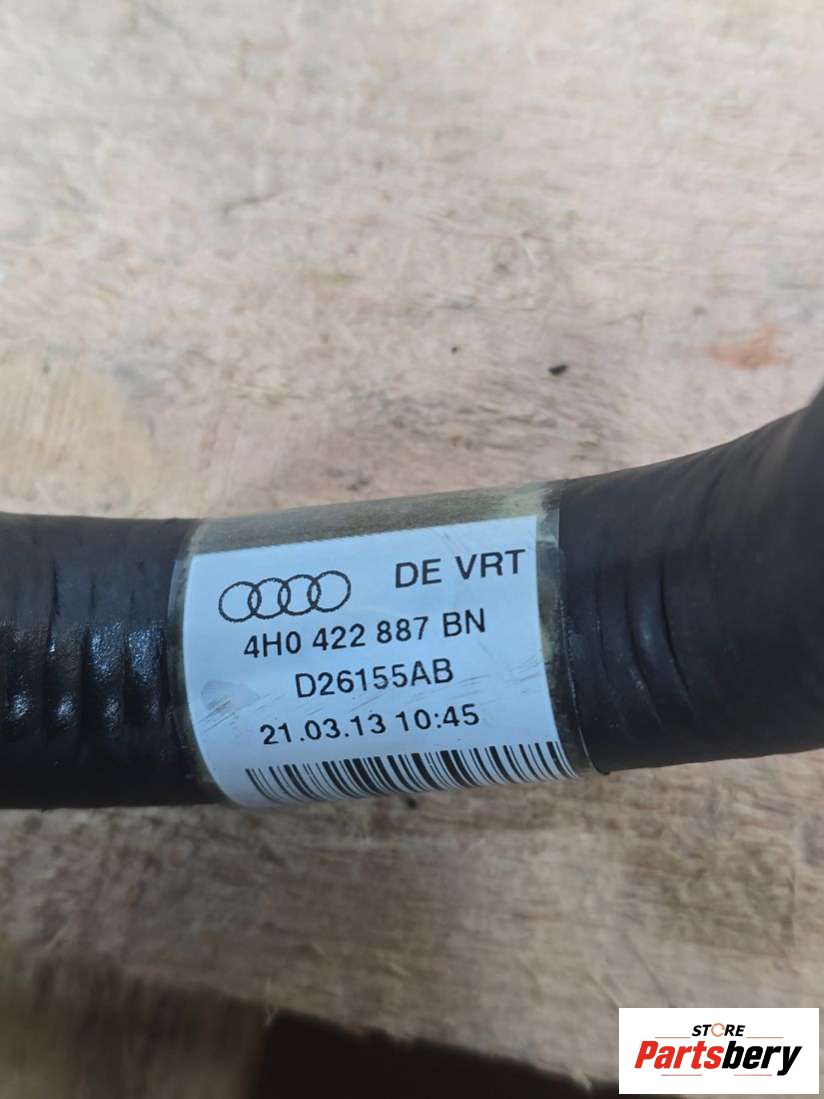 DE VRT
4H0 422 887 BN
D26155AB
21.03.13 10:45
STORE
Partsbery